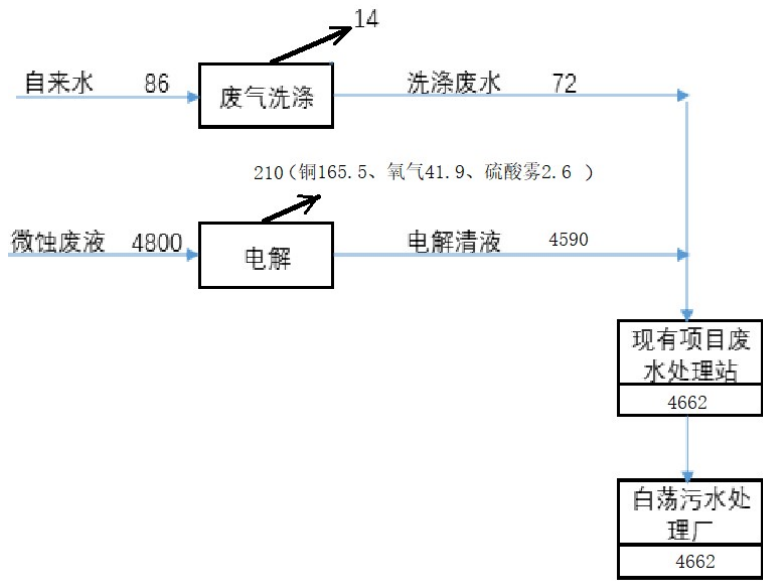 14
自来水 86
废气洗涤
洗涤废水 72
210(铜165.5、氧气41.9、硫酸雾2.6 )
微蚀废液 4800
电解
电解清液 4590
现有项目废
水处理站
4662
白荡污水处
理厂
4662